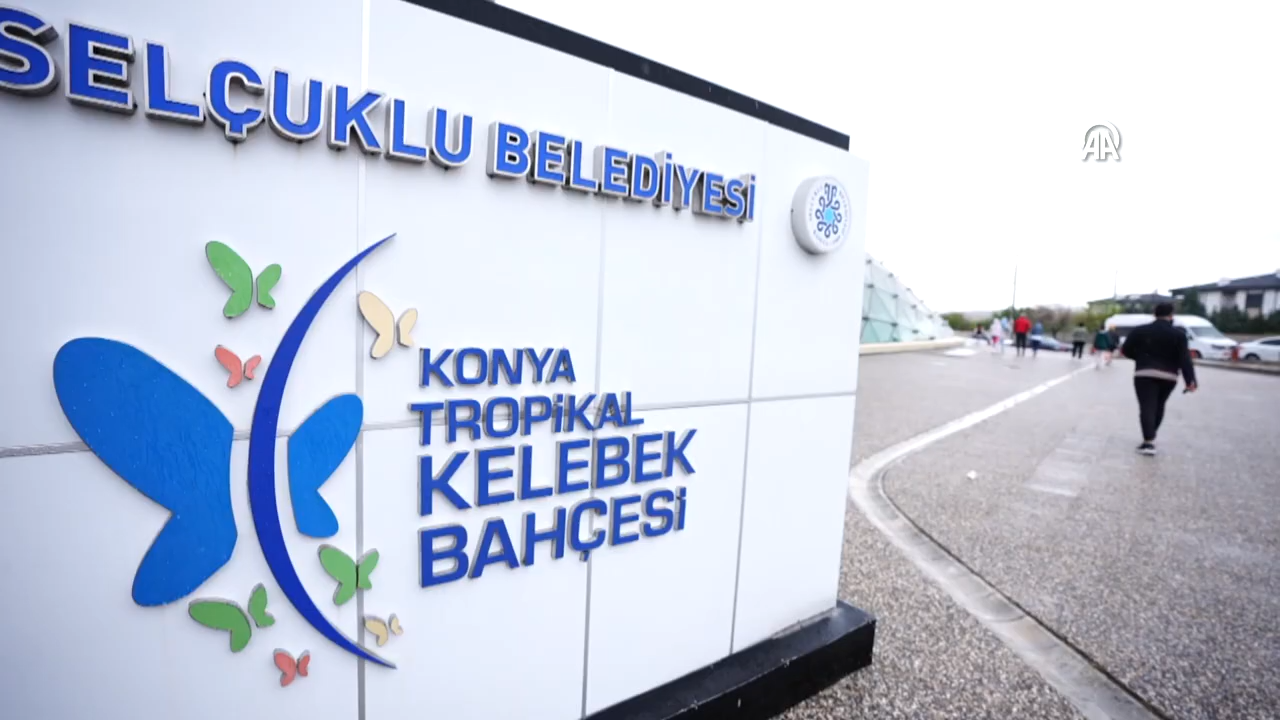 SELÇUKLU BELEDİYESİ
AA
KONYA
TROPİKAL
KELEBEK
BAHÇESİ